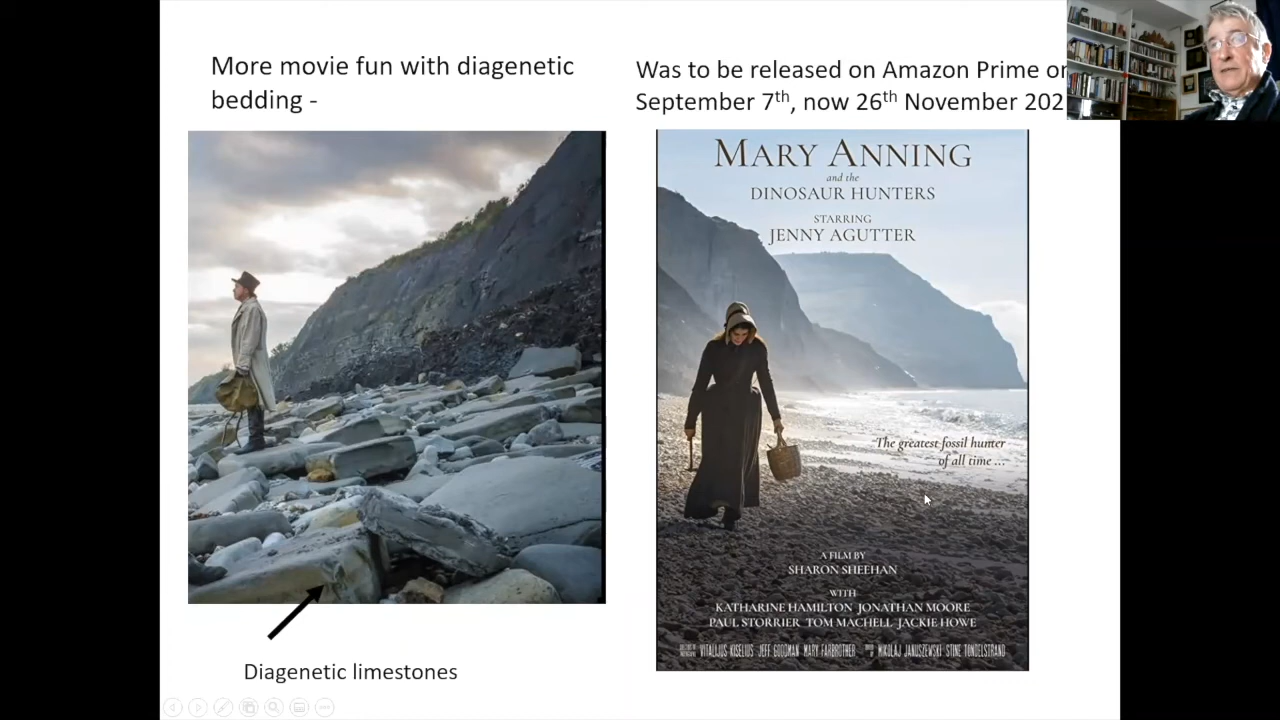 More movie fun with diagenetic
bedding -
Was to be released on Amazon Prime on
September 7th, now 26th November 202
MARY ANNING
and the
DINOSAUR HUNTERS
STARRING
JENNY AGUTTER
The greatest fossil hunter
of all time ...
A FILM BY
SHARON SHEEHAN
WITH
KATHARINE HAMILTON JONATHAN MOORE
PAUL STORRIER TOM MACHELL JACKIE HOWE
VITALIJUS KISELIUS JEFF GOODMAN MARY FARBROTHER MIKOLAJ JANUSZEWSKI STINE TONDELSTRAND
Diagenetic limestones